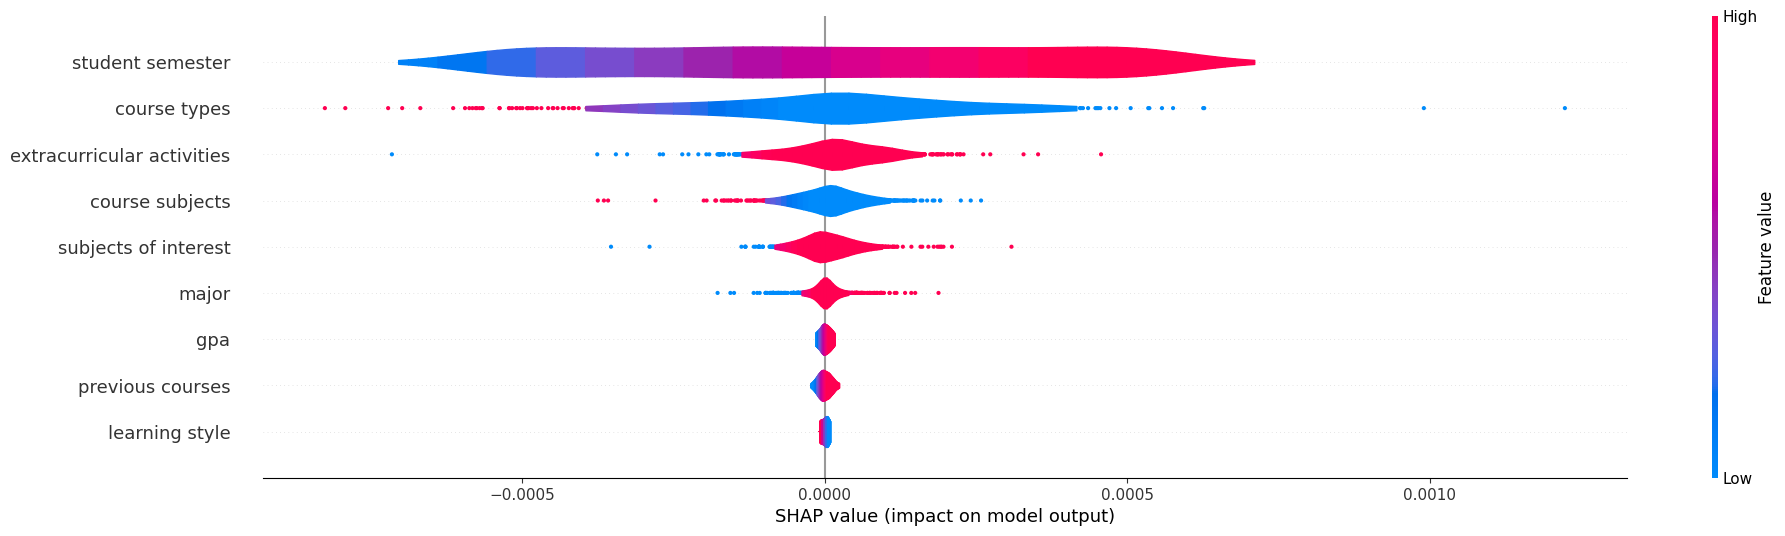 High
student semester
course types
extracurricular activities
course subjects
subjects of interest
major
gpa
previous courses
learning style
Feature value
Low
−0.0005
0.0000
0.0005
0.0010
SHAP value (impact on model output)